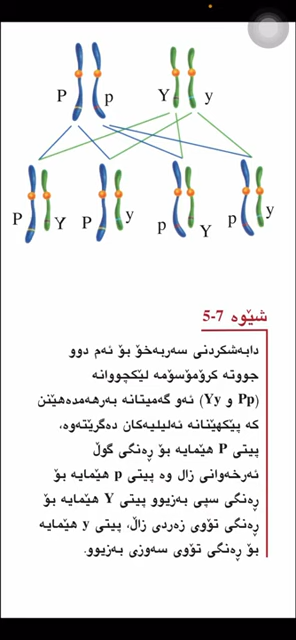 P p Y y
P Y P y p Y p y
شێوە 7-5
دابەشکردنی سەربەخۆ بۆ ئەم دوو
جووتە کرۆمۆسۆمە لێکچووانە
(Pp و Yy) ئەو گەمیتانە بەرهەمدەهێنن
کە پێکهێنانە ئەلیلیەکان دەگرێتەوە،
پیتی P هێمایە بۆ ڕەنگی گوڵ
ئەرخەوانی زاڵ وە پیتی p هێمایە بۆ
ڕەنگی سپی بەزیوو پیتی Y هێمایە بۆ
ڕەنگی تۆوی زەردی زاڵ، پیتی y هێمایە
بۆ ڕەنگی تۆوی سەوزی بەزیوو.